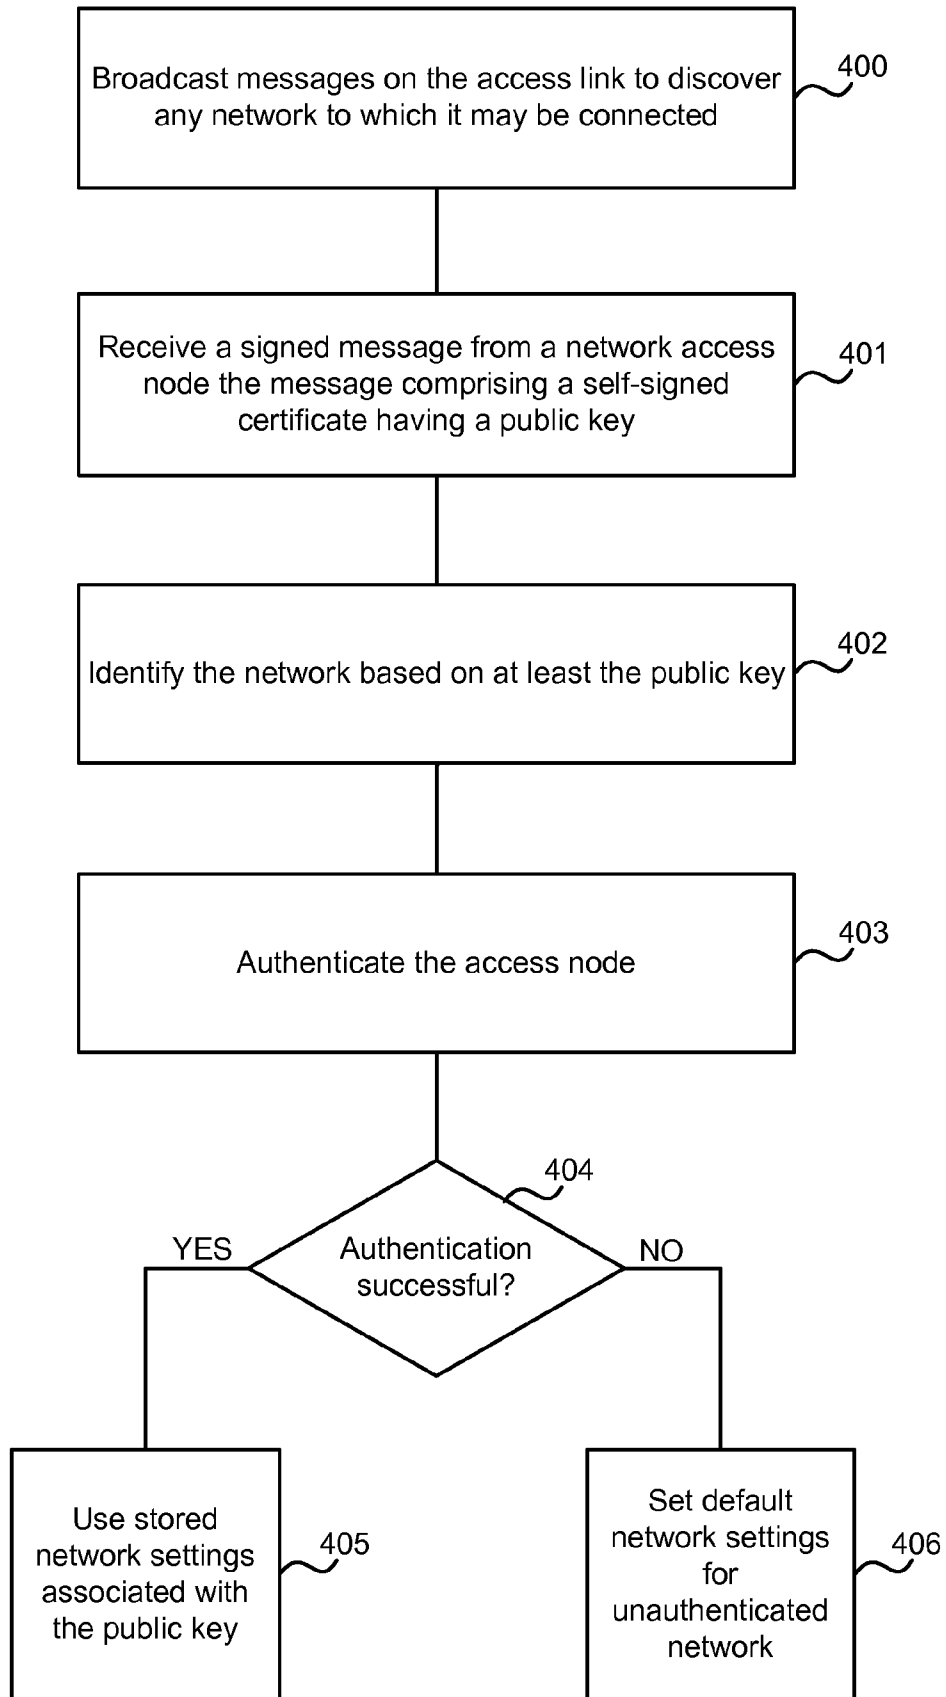 Broadcast messages on the access link to discover
any network to which it may be connected
400
Receive a signed message from a network access
node the message comprising a self-signed
certificate having a public key
401
Identify the network based on at least the public key
402
Authenticate the access node
403
404
Authentication
successful?
YES
NO
Use stored
network settings
associated with
the public key
405
Set default
network settings
for
unauthenticated
network
406